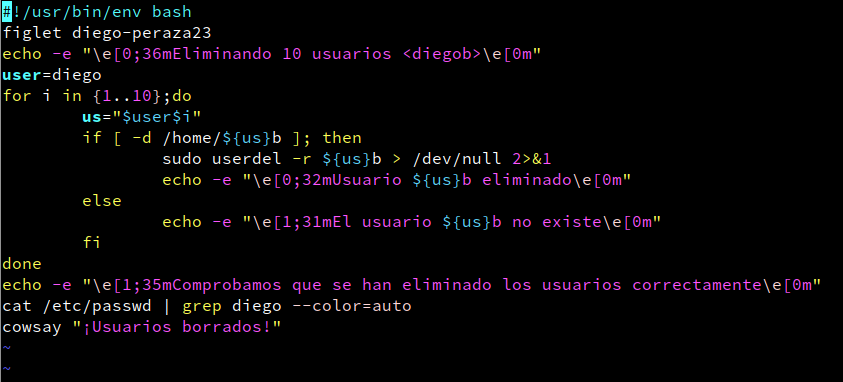 #!/usr/bin/env bash
figlet diego-peraza23
echo -e "\e[0;36mEliminando 10 usuarios <diegob>\e[0m"
user=diego
for i in {1..10};do
        us="$user$i"
        if [ -d /home/${us}b ]; then
                sudo userdel -r ${us}b > /dev/null 2>&1
                echo -e "\e[0;32mUsuario ${us}b eliminado\e[0m"
        else
                echo -e "\e[1;31mEl usuario ${us}b no existe\e[0m"
        fi
done
echo -e "\e[1;35mComprobamos que se han eliminado los usuarios correctamente\e[0m"
cat /etc/passwd | grep diego --color=auto
cowsay "¡Usuarios borrados!"
~
~